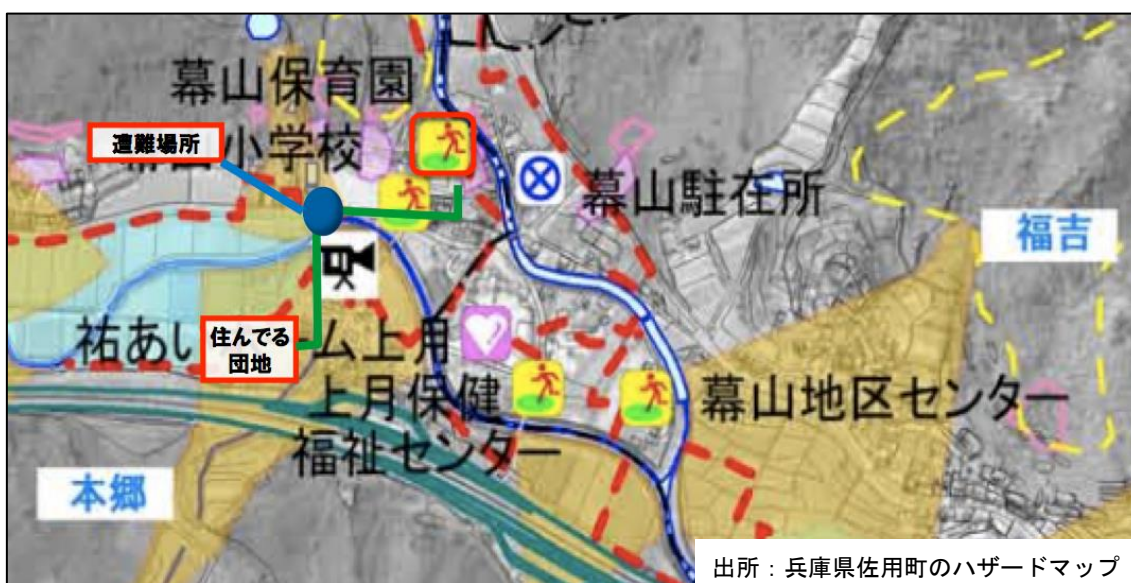 幕山保育園
遭難場所
小学校
幕山駐在所
福吉
祐あい
ム上月
住んでる
団地
上月保健
福祉センター
幕山地区センター
本郷
出所：兵庫県佐用町のハザードマップ